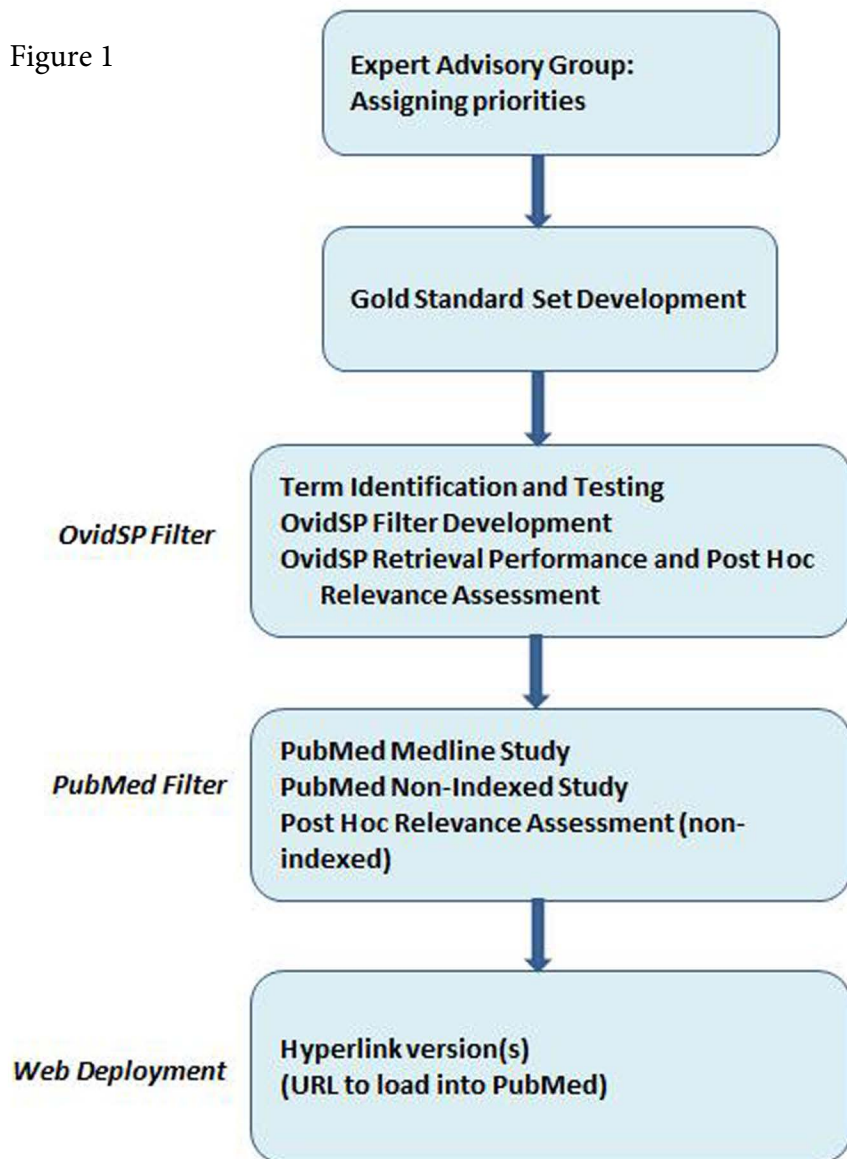 Figure 1
Expert Advisory Group:
Assigning priorities
Gold Standard Set Development
OvidSP Filter
Term Identification and Testing
OvidSP Filter Development
OvidSP Retrieval Performance and Post Hoc
Relevance Assessment
PubMed Filter
PubMed Medline Study
PubMed Non-Indexed Study
Post Hoc Relevance Assessment (non-
indexed)
Web Deployment
Hyperlink version(s)
(URL to load into PubMed)